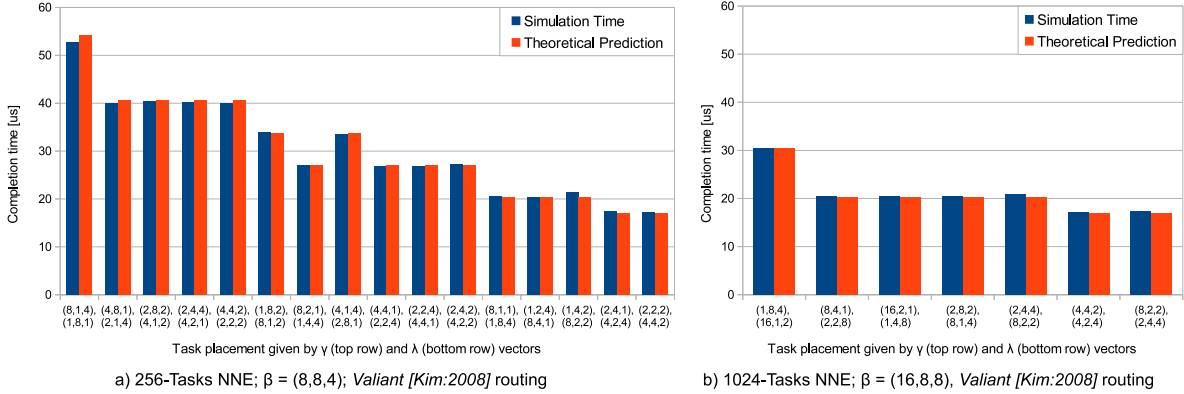 60
50
40
30
20
10
0
Completion time [us]
Simulation Time
Theoretical Prediction
(8,1,4), (4,8,1), (2,8,2), (2,4,4), (4,4,2), (1,8,2), (8,2,1), (4,1,4), (4,4,1), (2,2,4), (2,4,2), (8,1,1), (1,2,4), (1,4,2), (2,4,1), (2,2,2),
(1,8,1) (2,1,4) (4,1,2) (4,2,1) (2,2,2) (8,1,2) (1,4,4) (2,8,1) (2,2,4) (4,4,1) (4,2,2) (1,8,4) (8,4,1) (8,2,2) (4,2,4) (4,4,2)
Task placement given by γ (top row) and λ (bottom row) vectors
a) 256-Tasks NNE; β = (8,8,4); Valiant [Kim:2008] routing
60
50
40
30
20
10
0
Completion time [us]
Simulation Time
Theoretical Prediction
(1,8,4), (8,4,1), (16,2,1), (2,8,2), (2,4,4), (4,4,2), (8,2,2),
(16,1,2) (2,2,8) (1,4,8) (8,1,4) (8,2,2) (4,2,4) (2,4,4)
Task placement given by γ (top row) and λ (bottom row) vectors
b) 1024-Tasks NNE; β = (16,8,8), Valiant [Kim:2008] routing